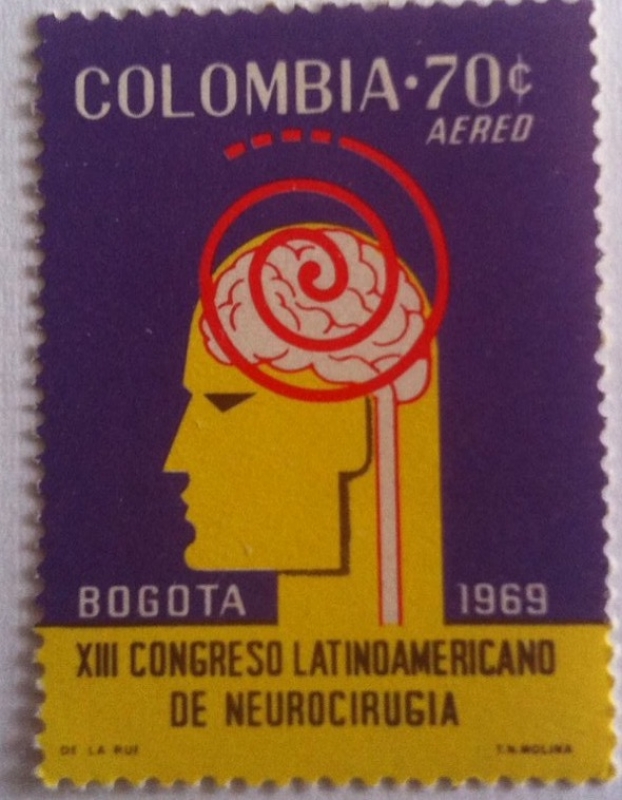 COLOMBIA·70¢
AEREO
BOGOTA 1969
XIII CONGRESO LATINOAMERICANO
DE NEUROCIRUGIA
DE LA RUE T.N.MOLINA